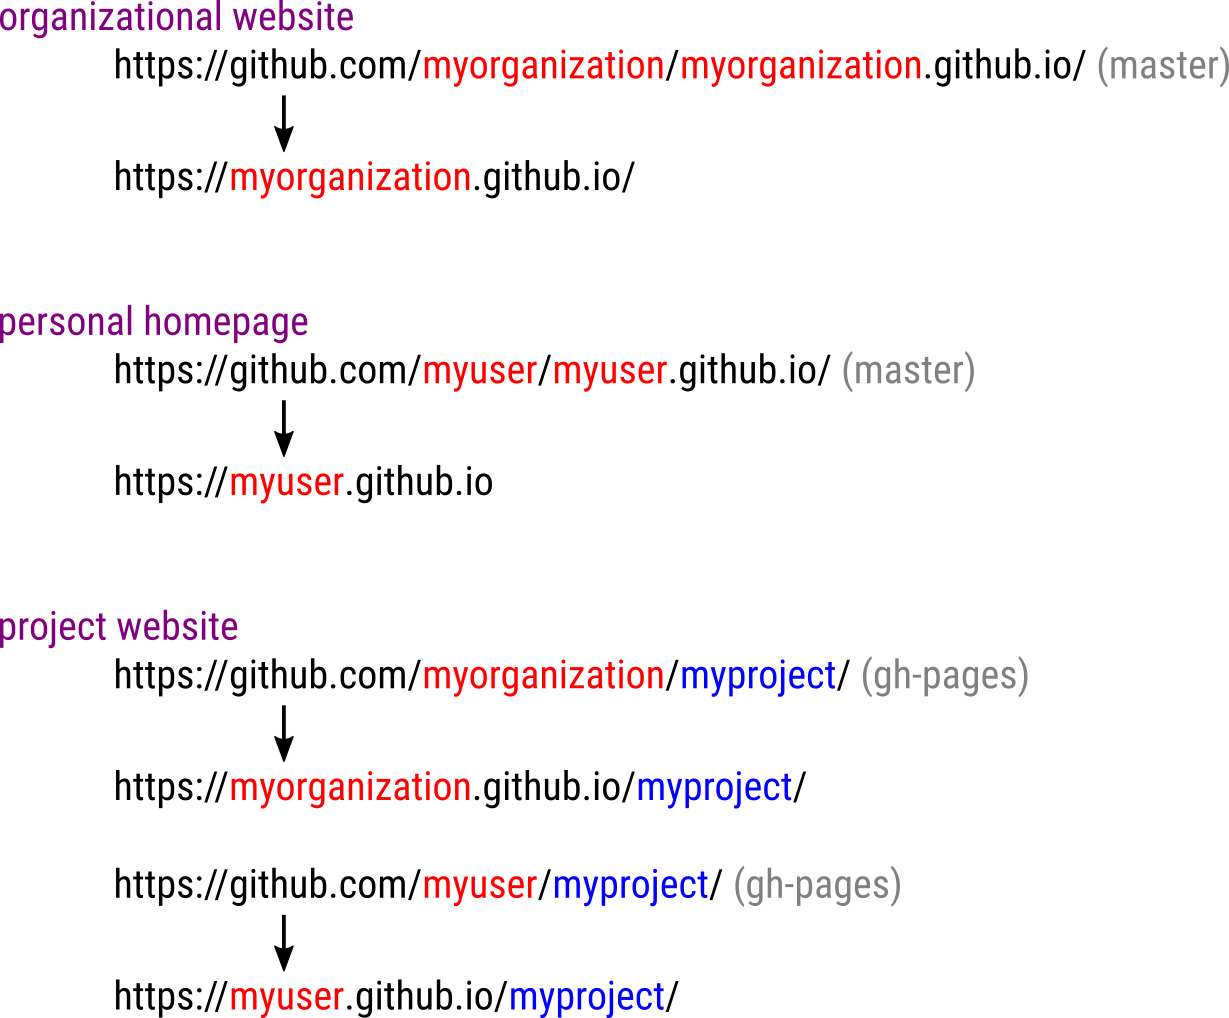 organizational website
https://github.com/myorganization/myorganization.github.io/ (master)
https://myorganization.github.io/
personal homepage
https://github.com/myuser/myuser.github.io/ (master)
https://myuser.github.io
project website
https://github.com/myorganization/myproject/ (gh-pages)
https://myorganization.github.io/myproject/
https://github.com/myuser/myproject/ (gh-pages)
https://myuser.github.io/myproject/